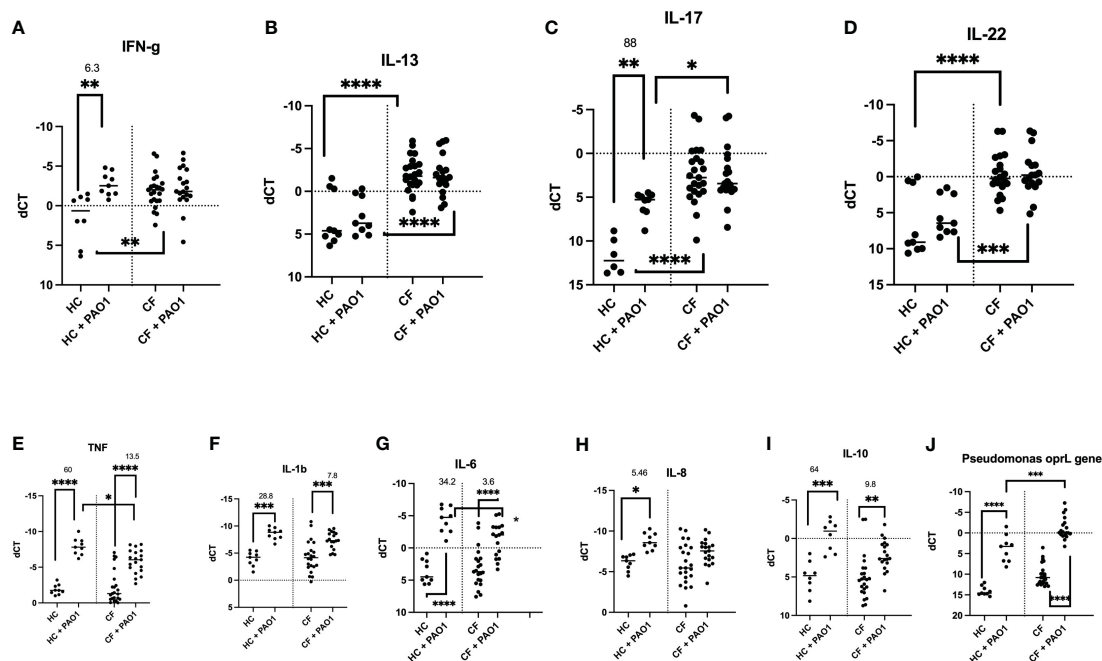 A
IFN-g
6.3
**
dCT
-10
-5
0
5
10
**
HC
HC + PAO1
CF
CF + PAO1
B
IL-13
****
dCT
-10
-5
0
5
10
****
HC
HC + PAO1
CF
CF + PAO1
C
IL-17
88
**
*
dCT
-5
0
5
10
15
****
HC
HC + PAO1
CF
CF + PAO1
D
IL-22
****
dCT
-10
-5
0
5
10
15
***
HC
HC + PAO1
CF
CF + PAO1
E
TNF
60
13.5
****
****
*
dCT
-15
-10
-5
0
HC
HC + PAO1
CF
CF + PAO1
F
IL-1b
28.8
7.8
***
***
dCT
-15
-10
-5
0
5
HC
HC + PAO1
CF
CF + PAO1
G
IL-6
34.2
3.6
****
*
dCT
-10
-5
0
5
10
****
HC
HC + PAO1
CF
CF + PAO1
H
IL-8
5.46
*
dCT
-15
-10
-5
0
HC
HC + PAO1
CF
CF + PAO1
I
IL-10
64
9.8
***
**
dCT
-5
0
5
10
HC
HC + PAO1
CF
CF + PAO1
J
Pseudomonas oprL gene
***
****
dCT
-10
-5
0
5
10
15
20
****
HC
HC + PAO1
CF
CF + PAO1